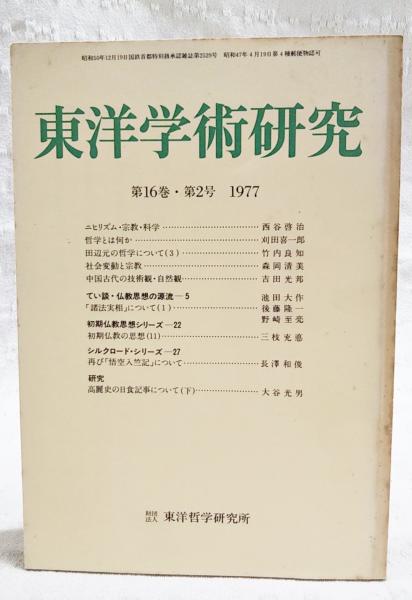 昭和50年12月19日国鉄首都特別扱承認雑誌第2529号 昭和47年4月19日第4種郵便物認可
東洋学術研究
第16巻・第2号 1977
ニヒリズム・宗教・科学……………………………西谷啓治
哲学とは何か……………………………………刈田喜一郎
田辺元の哲学について(3)………………………竹内良知
社会変動と宗教……………………………………森岡清美
中国古代の技術観・自然観………………………吉田光邦
てい談・仏教思想の源流―5 池田大作
「諸法実相」について(1)………………………後藤隆一
野崎至亮
初期仏教思想シリーズ―22
初期仏教の思想(11)………………………………三枝充悳
シルクロード・シリーズ―27
再び「悟空入竺記」について……………………長澤和俊
研究
高麗史の日食記事について(下)…………………大谷光男
財団法人 東洋哲学研究所